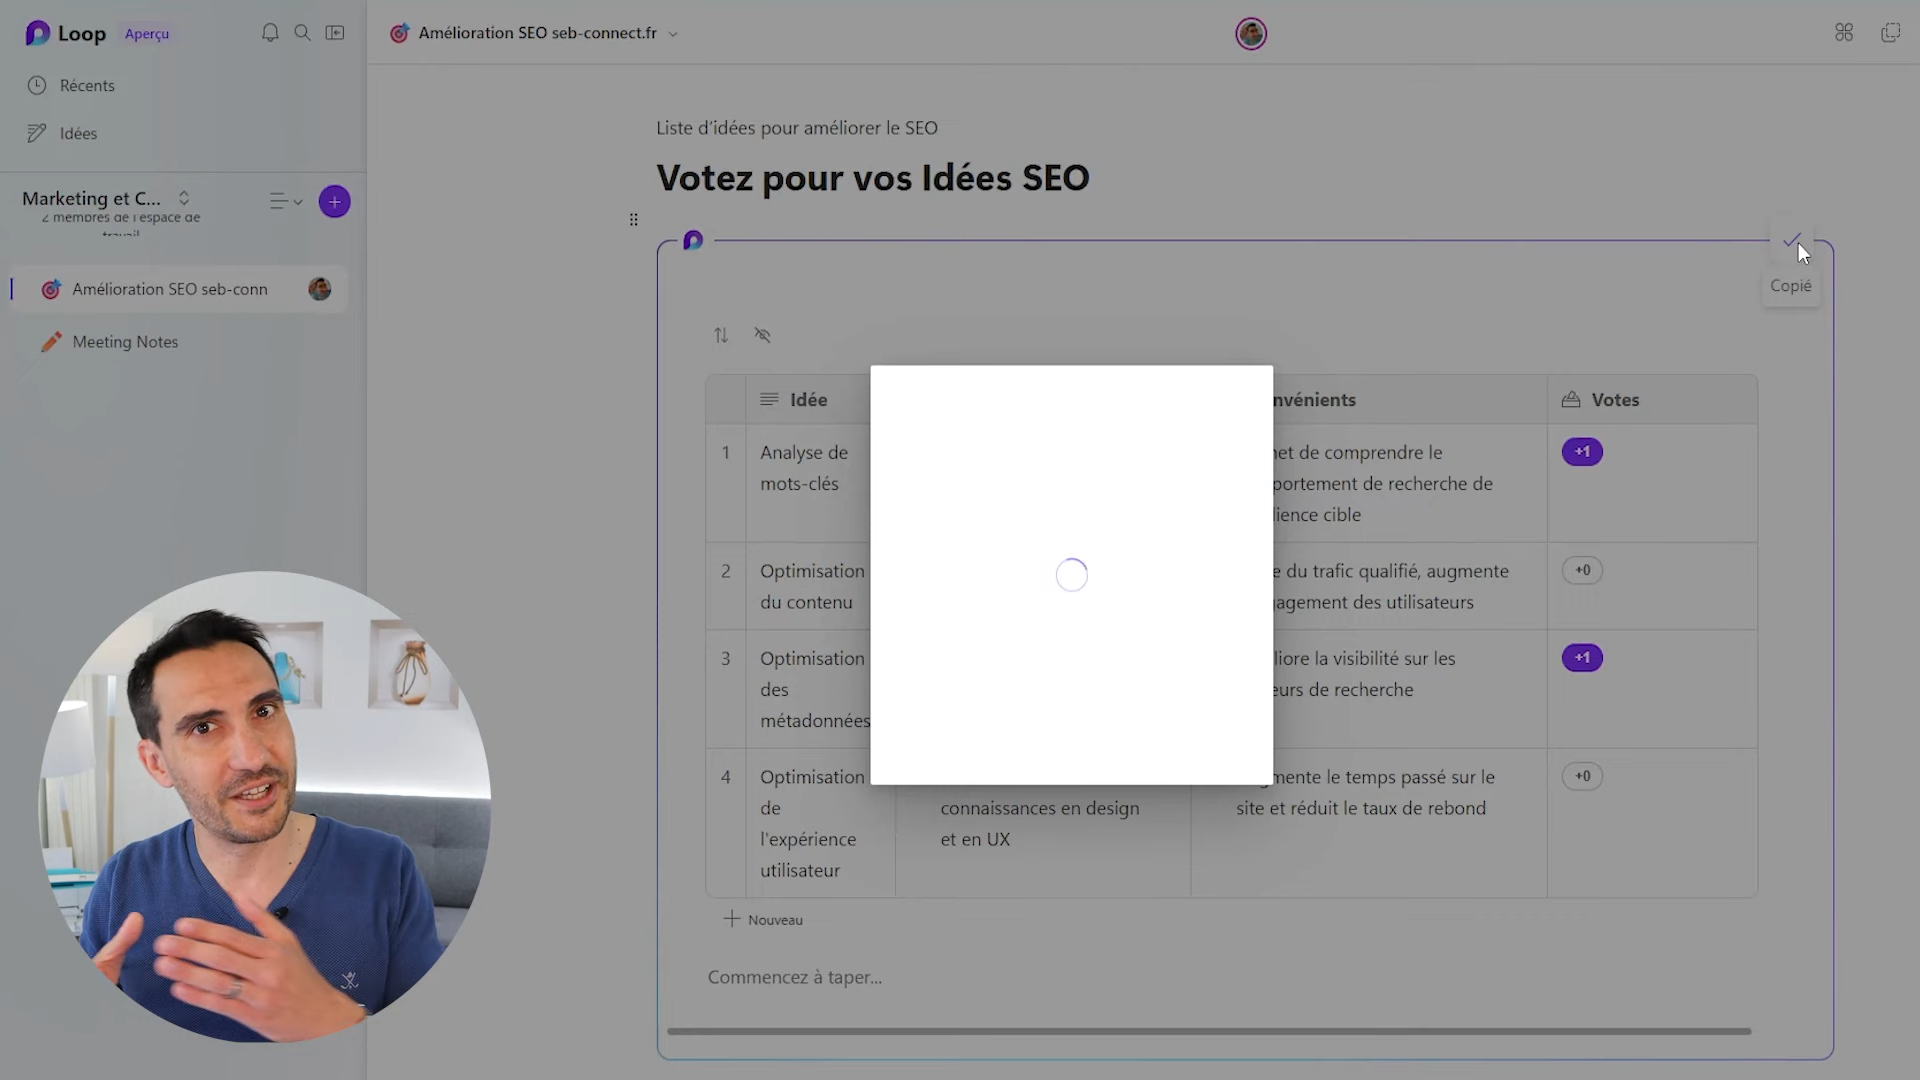 Loop Aperçu
Amélioration SEO seb-connect.fr
Récents
Idées
Marketing et C...
2 membres de l'espace de
travail
Amélioration SEO seb-conn
Meeting Notes
Liste d'idées pour améliorer le SEO
Votez pour vos Idées SEO
Copié
Idée
nvénients
Votes
1
Analyse de
mots-clés
net de comprendre le
portement de recherche de
lience cible
+1
2
Optimisation
du contenu
e du trafic qualifié, augmente
gagement des utilisateurs
+0
3
Optimisation
des
métadonnées
liore la visibilité sur les
eurs de recherche
+1
4
Optimisation
de
l'expérience
utilisateur
connaissances en design
et en UX
mente le temps passé sur le
site et réduit le taux de rebond
+0
Nouveau
Commencez à taper...